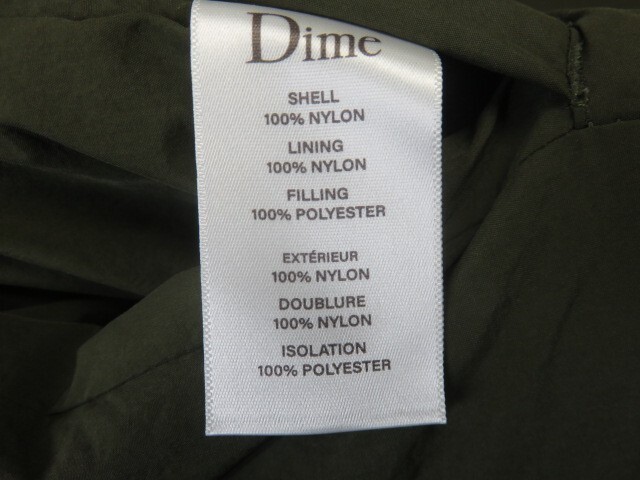 Dime
SHELL
100% NYLON
LINING
100% NYLON
FILLING
100% POLYESTER
EXTÉRIEUR
100% NYLON
DOUBLURE
100% NYLON
ISOLATION
100% POLYESTER